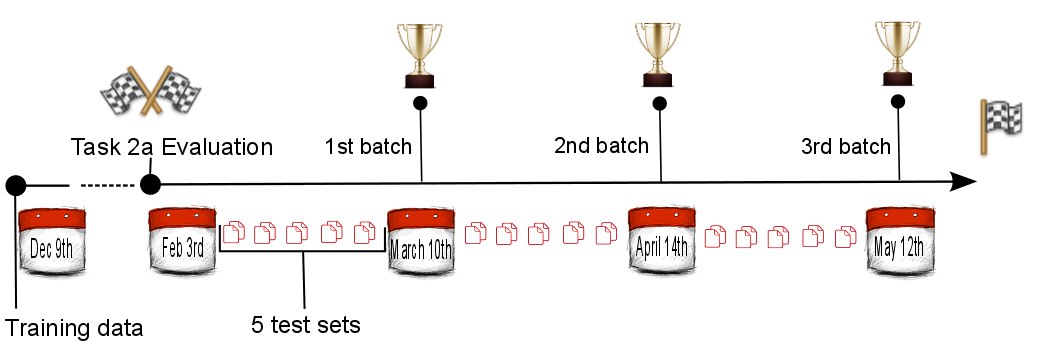 Task 2a Evaluation
1st batch
2nd batch
3rd batch
Dec 9th
Feb 3rd
March 10th
April 14th
May 12th
Training data
5 test sets